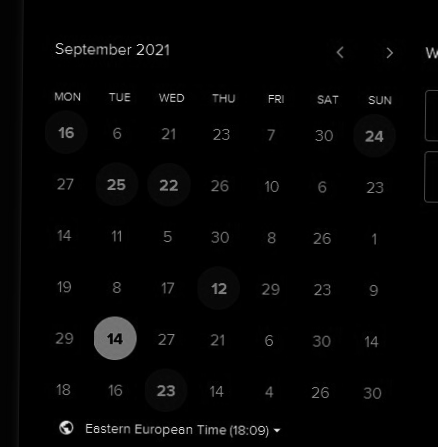 September 2021
W
MON TUE WED THU FRI SAT SUN
16 6 21 23 7 30 24
27 25 22 26 10 6 23
14 11 5 30 8 26 1
19 8 17 12 29 23 9
29 14 27 21 6 30 14
18 16 23 14 4 26 30
Eastern European Time (18:09)